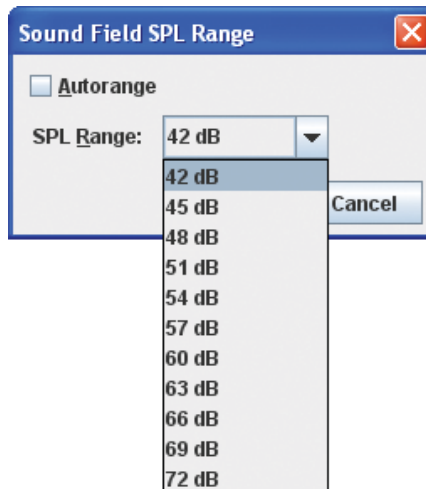 Sound Field SPL Range
Autorange
SPL Range: 42 dB
42 dB
45 dB
Cancel
48 dB
51 dB
54 dB
57 dB
60 dB
63 dB
66 dB
69 dB
72 dB